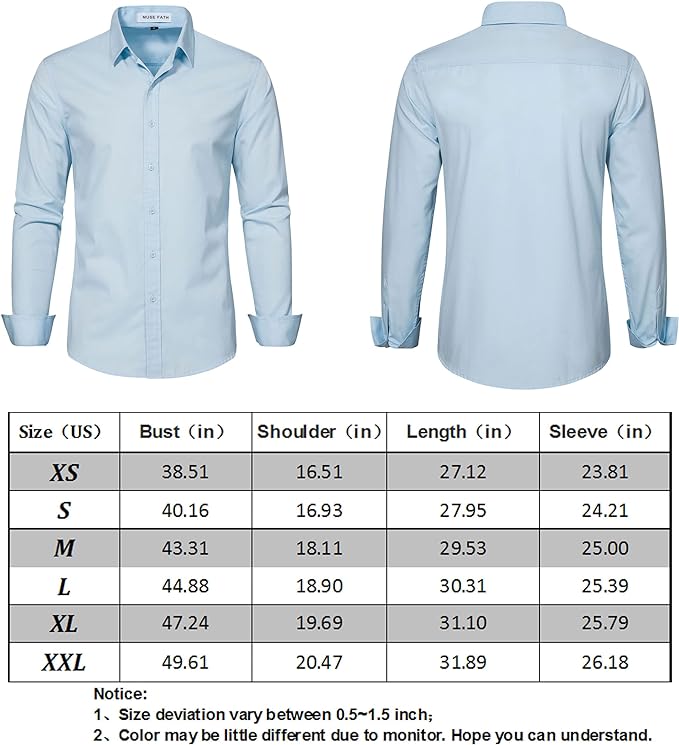 MUSE FATH
Size（US） Bust（in） Shoulder（in） Length（in） Sleeve（in）
XS 38.51 16.51 27.12 23.81
S 40.16 16.93 27.95 24.21
M 43.31 18.11 29.53 25.00
L 44.88 18.90 30.31 25.39
XL 47.24 19.69 31.10 25.79
XXL 49.61 20.47 31.89 26.18
Notice:
1、Size deviation vary between 0.5~1.5 inch;
2、Color may be little different due to monitor. Hope you can understand.